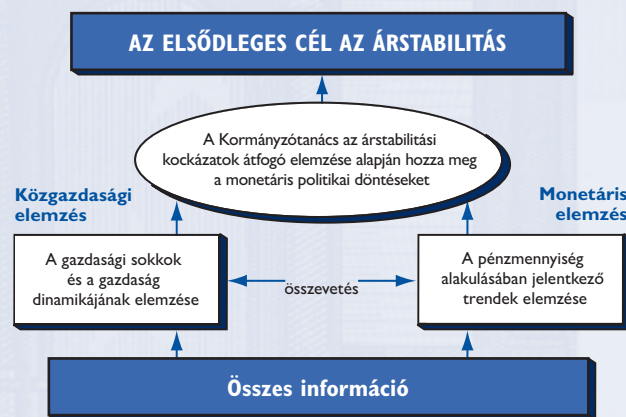 AZ ELSŐDLEGES CÉL AZ ÁRSTABILITÁS
A Kormányzótanács az árstabilitási
kockázatok átfogó elemzése alapján hozza meg
a monetáris politikai döntéseket
Közgazdasági
elemzés
Monetáris
elemzés
A gazdasági sokkok
és a gazdaság
dinamikájának elemzése
összevetés
A pénzmennyiség
alakulásában jelentkező
trendek elemzése
Összes információ